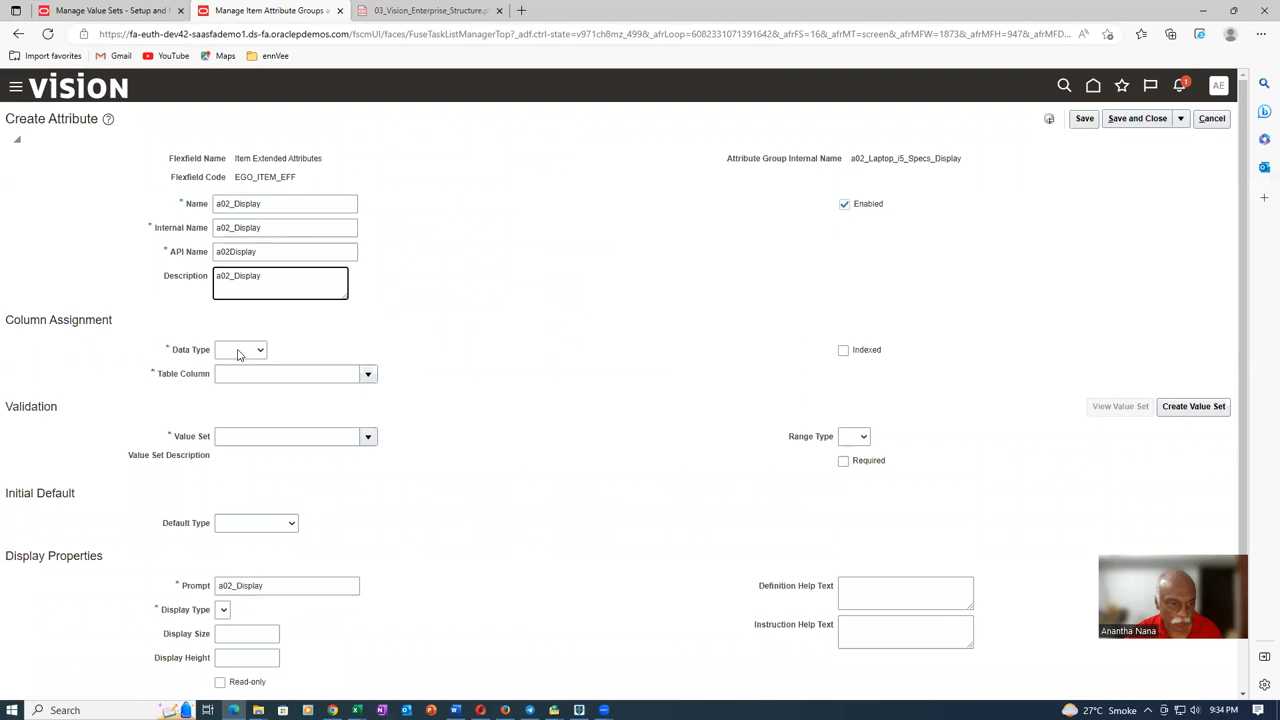 Manage Value Sets - Setup and
Manage Item Attribute Groups a
03_Vision_Enterprise_Structure.p
https://fa-euth-dev42-saasfademo1.ds-fa.oraclepdemos.com/fscmUI/faces/FuseTaskListManagerTop?_adf.ctrl-state=v971ch8mz_499&_afrLoop=60823310713916428&_afrFS=16&_afrMT=screen&_afrMFW=1873&_afrMFH=947&_afrMFD...
Import favorites
Gmail
YouTube
Maps
ennVee
VISION
1
AE
Create Attribute
Save
Save and Close
Cancel
Flexfield Name Item Extended Attributes
Attribute Group Internal Name a02_Laptop_i5_Specs_Display
Flexfield Code EGO_ITEM_EFF
* Name a02_Display
Enabled
* Internal Name a02_Display
* API Name a02Display
Description a02_Display
Column Assignment
* Data Type
Indexed
* Table Column
Validation
View Value Set
Create Value Set
* Value Set
Range Type
Value Set Description
Required
Initial Default
Default Type
Display Properties
* Prompt a02_Display
Definition Help Text
* Display Type
Display Size
Instruction Help Text
Display Height
Read-only
Anantha Nana
Search
27°C Smoke
9:34 PM